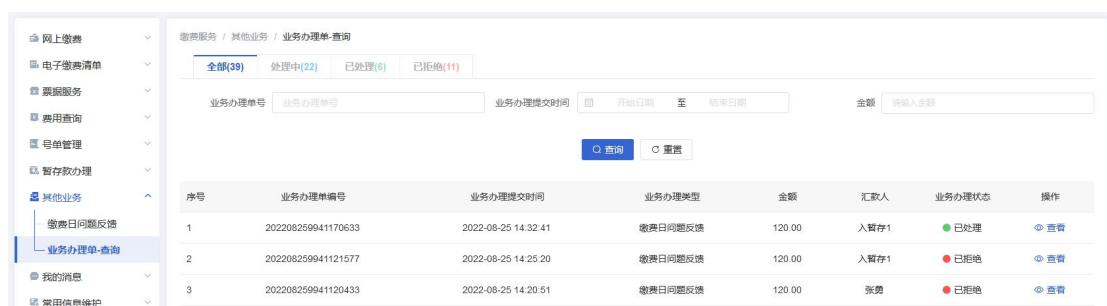 网上缴费
电子缴费清单
票据服务
费用查询
号单管理
暂存款办理
其他业务
缴费日问题反馈
业务办理单-查询
我的消息
常用信息维护
缴费服务 / 其他业务 / 业务办理单-查询
全部(39) 处理中(22) 已处理(6) 已拒绝(11)
业务办理单号 业务办理单号 业务办理提交时间 开始日期 至 结束日期 金额 请输入金额
查询 重置
序号 业务办理单编号 业务办理提交时间 业务办理类型 金额 汇款人 业务办理状态 操作
1 202208259941170633 2022-08-25 14:32:41 缴费日问题反馈 120.00 入暂存1 已处理 查看
2 202208259941121577 2022-08-25 14:25:20 缴费日问题反馈 120.00 入暂存1 已拒绝 查看
3 202208259941120433 2022-08-25 14:20:51 缴费日问题反馈 120.00 张勇 已拒绝 查看